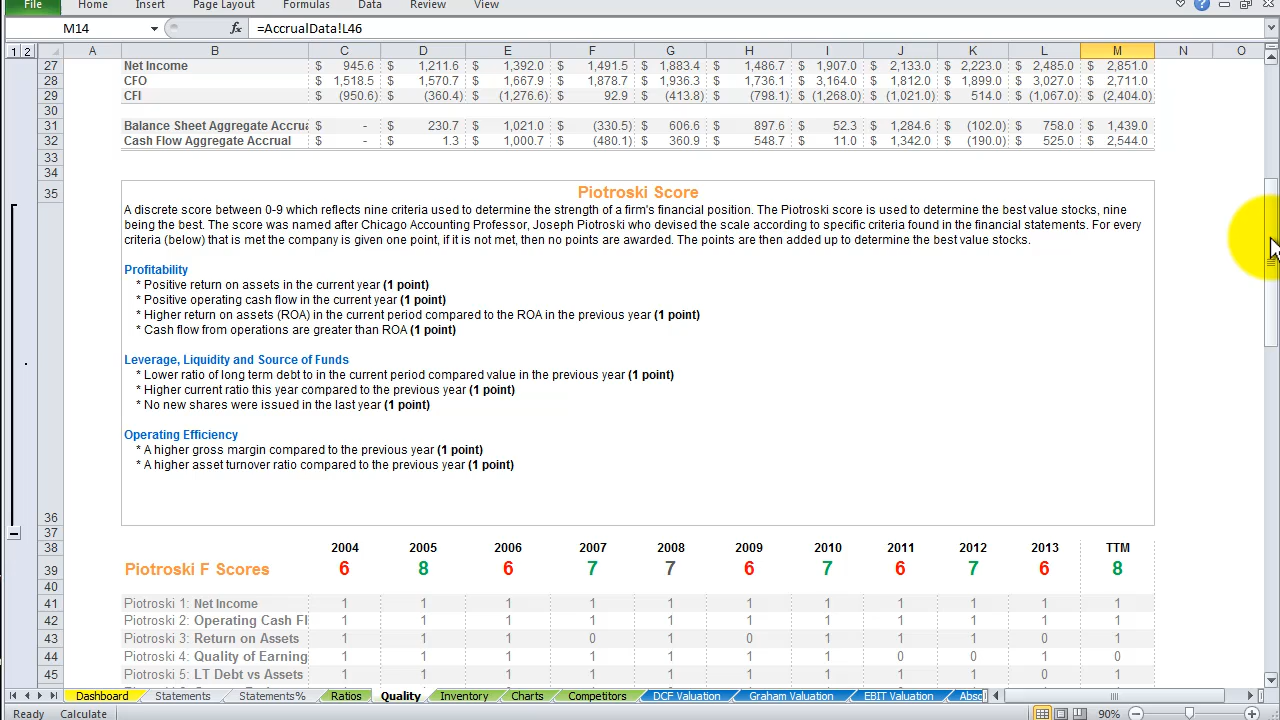 File Home Insert Page Layout Formulas Data Review View
M14 fx =AccrualData!L46
1 2 A B C D E F G H I J K L M N O
27 Net Income $ 945.6 $ 1,211.6 $ 1,392.0 $ 1,491.5 $ 1,883.4 $ 1,486.7 $ 1,907.0 $ 2,133.0 $ 2,223.0 $ 2,485.0 $ 2,851.0
28 CFO $ 1,518.5 $ 1,570.7 $ 1,667.9 $ 1,878.7 $ 1,936.3 $ 1,736.1 $ 3,164.0 $ 1,812.0 $ 1,899.0 $ 3,027.0 $ 2,711.0
29 CFI $ (950.6) $ (360.4) $ (1,276.6) $ 92.9 $ (413.8) $ (798.1) $ (1,268.0) $ (1,021.0) $ 514.0 $ (1,067.0) $ (2,404.0)
30
31 Balance Sheet Aggregate Accrua $ - $ 230.7 $ 1,021.0 $ (330.5) $ 606.6 $ 897.6 $ 52.3 $ 1,284.6 $ (102.0) $ 758.0 $ 1,439.0
32 Cash Flow Aggregate Accrual $ - $ 1.3 $ 1,000.7 $ (480.1) $ 360.9 $ 548.7 $ 11.0 $ 1,342.0 $ (190.0) $ 525.0 $ 2,544.0
33
34
35 Piotroski Score
A discrete score between 0-9 which reflects nine criteria used to determine the strength of a firm's financial position. The Piotroski score is used to determine the best value stocks, nine
being the best. The score was named after Chicago Accounting Professor, Joseph Piotroski who devised the scale according to specific criteria found in the financial statements. For every
criteria (below) that is met the company is given one point, if it is not met, then no points are awarded. The points are then added up to determine the best value stocks.
Profitability
* Positive return on assets in the current year (1 point)
* Positive operating cash flow in the current year (1 point)
* Higher return on assets (ROA) in the current period compared to the ROA in the previous year (1 point)
* Cash flow from operations are greater than ROA (1 point)
Leverage, Liquidity and Source of Funds
* Lower ratio of long term debt to in the current period compared value in the previous year (1 point)
* Higher current ratio this year compared to the previous year (1 point)
* No new shares were issued in the last year (1 point)
Operating Efficiency
* A higher gross margin compared to the previous year (1 point)
* A higher asset turnover ratio compared to the previous year (1 point)
36
37
38 2004 2005 2006 2007 2008 2009 2010 2011 2012 2013 TTM
39 Piotroski F Scores 6 8 6 7 7 6 7 6 7 6 8
40
41 Piotroski 1: Net Income 1 1 1 1 1 1 1 1 1 1 1
42 Piotroski 2: Operating Cash Fl 1 1 1 1 1 1 1 1 1 1 1
43 Piotroski 3: Return on Assets 1 1 1 0 1 0 1 1 1 0 1
44 Piotroski 4: Quality of Earning 1 1 1 1 1 1 1 0 0 1 0
45 Piotroski 5: LT Debt vs Assets 1 1 1 1 1 1 1 1 1 0 1
Dashboard Statements Statements% Ratios Quality Inventory Charts Competitors DCF Valuation Graham Valuation EBIT Valuation Absc
Ready Calculate 90%